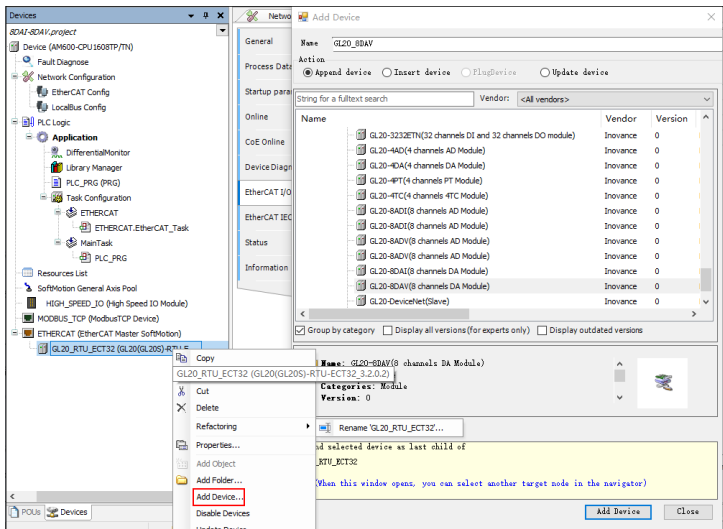 Devices
8DAI-8DAV.project
Device (AM600-CPU1608TP/TN)
Fault Diagnose
Network Configuration
EtherCAT Config
LocalBus Config
PLC Logic
Application
DifferentialMonitor
Library Manager
PLC_PRG (PRG)
Task Configuration
ETHERCAT
ETHERCAT.EtherCAT_Task
MainTask
PLC_PRG
Resources List
SoftMotion General Axis Pool
HIGH_SPEED_IO (High Speed IO Module)
MODBUS_TCP (ModbusTCP Device)
ETHERCAT (EtherCAT Master SoftMotion)
GL20_RTU_ECT32 (GL20(GL20S)-RTU-E
POUs
Devices
Netwo
General
Process Data
Startup para
Online
CoE Online
Device Diagn
EtherCAT I/O
EtherCAT IEC
Status
Information
Copy
GL20_RTU_ECT32 (GL20(GL20S)-RTU-ECT32_3.2.0.2)
Cut
Delete
Refactoring
Rename 'GL20_RTU_ECT32'...
Properties...
Add Object
Add Folder...
Add Device...
Disable Devices
Update Device
Add Device
Name GL20_8DAV
Action
Append device Insert device PlugDevice Update device
String for a fulltext search Vendor: <All vendors>
Name Vendor Version
GL20-3232ETN(32 channels DI and 32 channels DO module) Inovance 0
GL20-4AD(4 channels AD Module) Inovance 0
GL20-4DA(4 channels DA Module) Inovance 0
GL20-4PT(4 channels PT Module) Inovance 0
GL20-4TC(4 channels 4TC Module) Inovance 0
GL20-8ADI(8 channels AD Module) Inovance 0
GL20-8ADI(8 channels AD Module) Inovance 0
GL20-8ADV(8 channels AD Module) Inovance 0
GL20-8ADV(8 channels AD Module) Inovance 0
GL20-8DAI(8 channels DA Module) Inovance 0
GL20-8DAV(8 channels DA Module) Inovance 0
GL20-DeviceNet(Slave) Inovance 0
Group by category Display all versions(for experts only) Display outdated versions
Name: GL20-8DAV(8 channels DA Module)
Categories: Module
Version: 0
nd selected device as last child of
_RTU_ECT32
(When this window opens, you can select another target node in the navigator)
Add Device Close